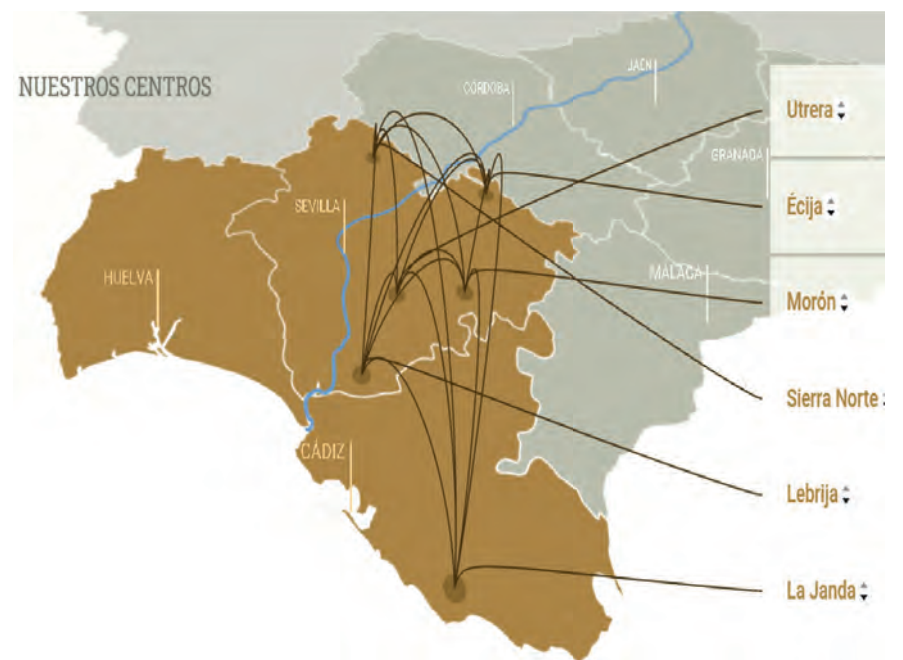 NUESTROS CENTROS
JAÉN
CÓRDOBA
Utrera
GRANADA
Écija
SEVILLA
HUELVA
MÁLAGA
Morón
Sierra Norte
CÁDIZ
Lebrija
La Janda